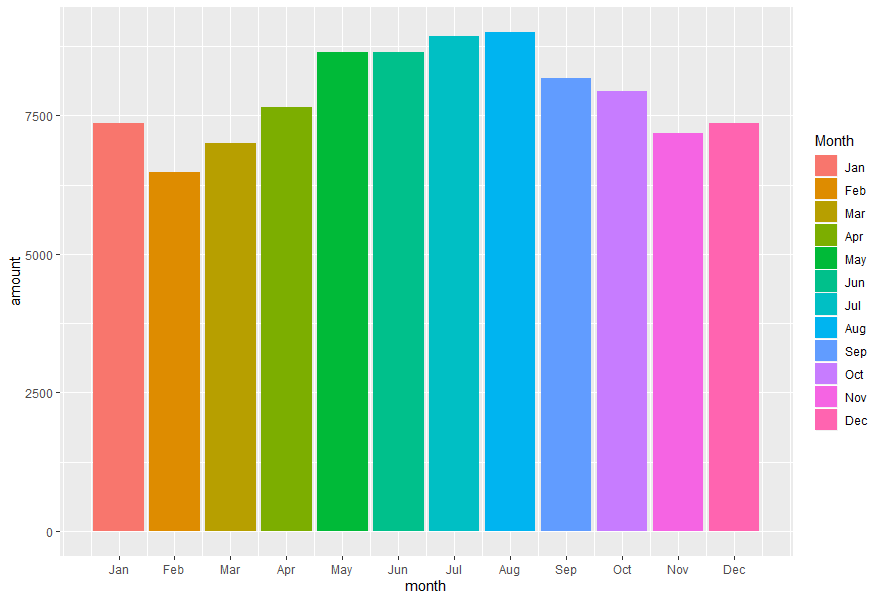 7500
5000
2500
0
amount
Jan Feb Mar Apr May Jun Jul Aug Sep Oct Nov Dec
month
Month
Jan
Feb
Mar
Apr
May
Jun
Jul
Aug
Sep
Oct
Nov
Dec